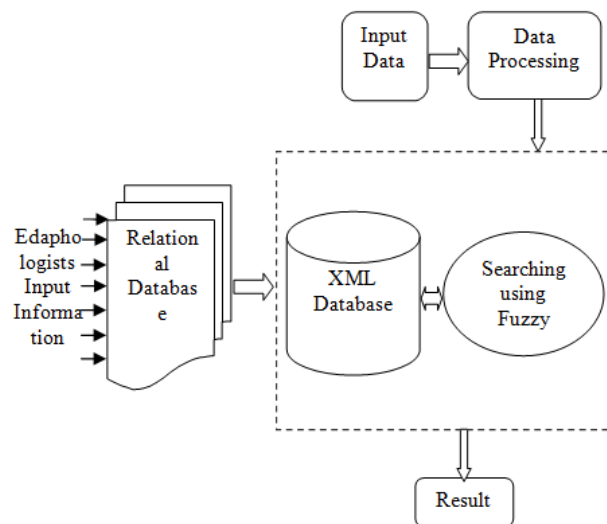 Input
Data
Data
Processing
Edapho
logists
Input
Informa
tion
Relation
al
Databas
e
XML
Database
Searching
using
Fuzzy
Result